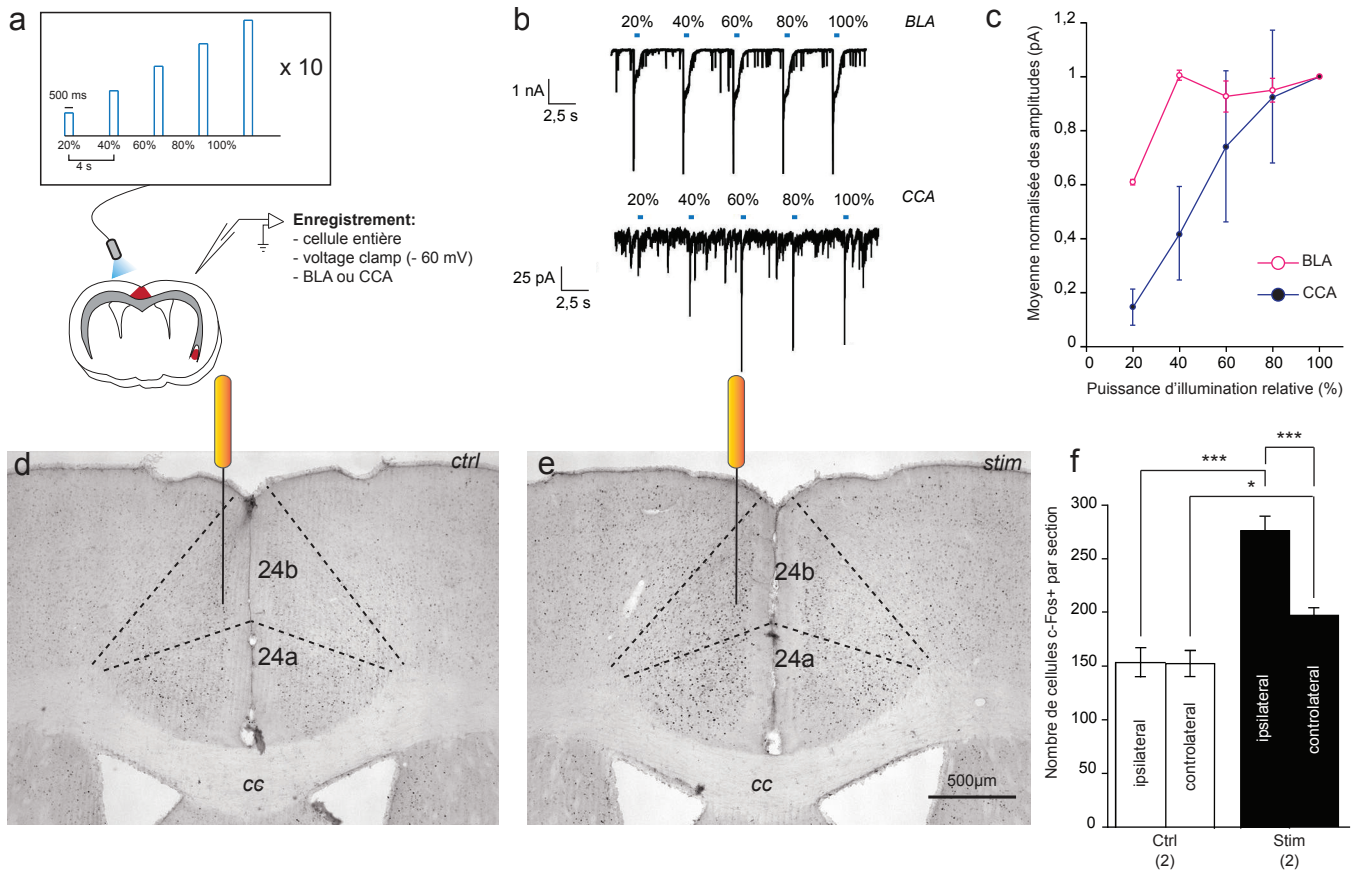 a
500 ms
x 10
20% 40% 60% 80% 100%
4 s
Enregistrement:
- cellule entière
- voltage clamp (- 60 mV)
- BLA ou CCA
b
20% 40% 60% 80% 100% BLA
1 nA
2,5 s
20% 40% 60% 80% 100% CCA
25 pA
2,5 s
c
Moyenne normalisée des amplitudes (pA)
1,2
1
0,8
0,6
0,4
0,2
0
0 20 40 60 80 100
Puissance d'illumination relative (%)
BLA
CCA
d
ctrl
24b
24a
cc
e
stim
24b
24a
cc
500µm
f
Nombre de cellules c-Fos+ par section
300
250
200
150
100
50
0
***
***
*
ipsilateral
controlateral
ipsilateral
controlateral
Ctrl
(2)
Stim
(2)